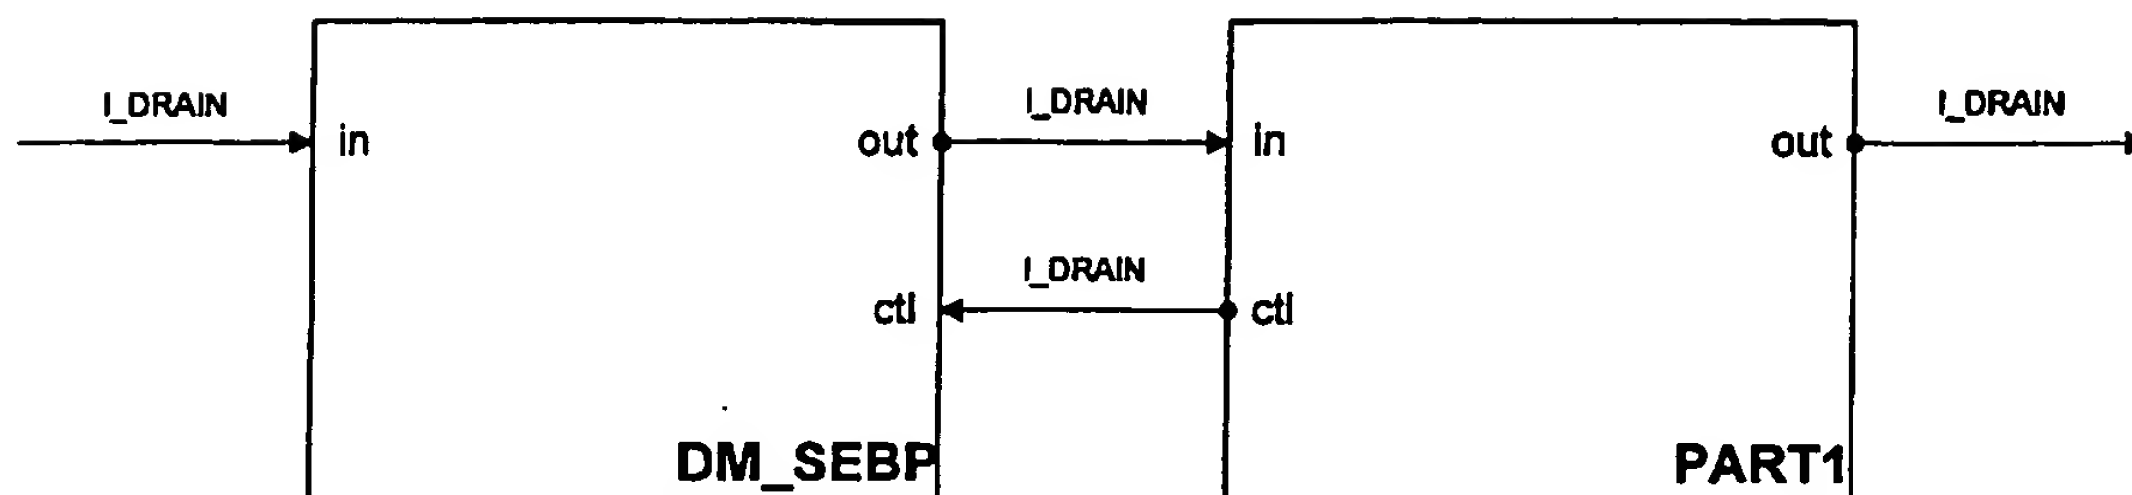 I_DRAIN I_DRAIN I_DRAIN
in out in out
I_DRAIN
ctl ctl
DM_SEBP PART1